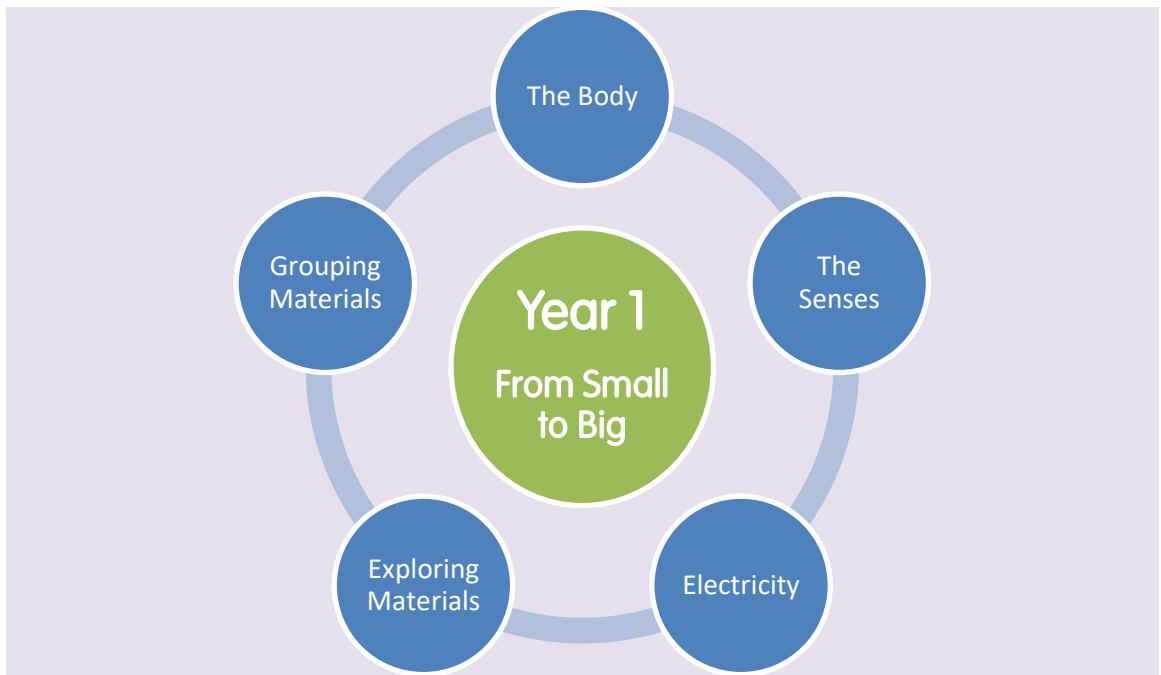 The Body
Grouping
Materials
The
Senses
Year 1
From Small
to Big
Exploring
Materials
Electricity